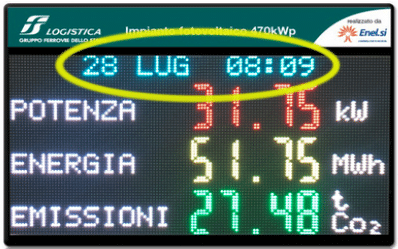 FS LOGISTICA
GRUPPO FERROVIE DELLO STATO
Impianto fotovoltaico 470kWp
realizzato da
Enel.si
28 LUG 08:09
POTENZA 31.75 kW
ENERGIA 51.75 MWh
EMISSIONI 27.48 t Co₂